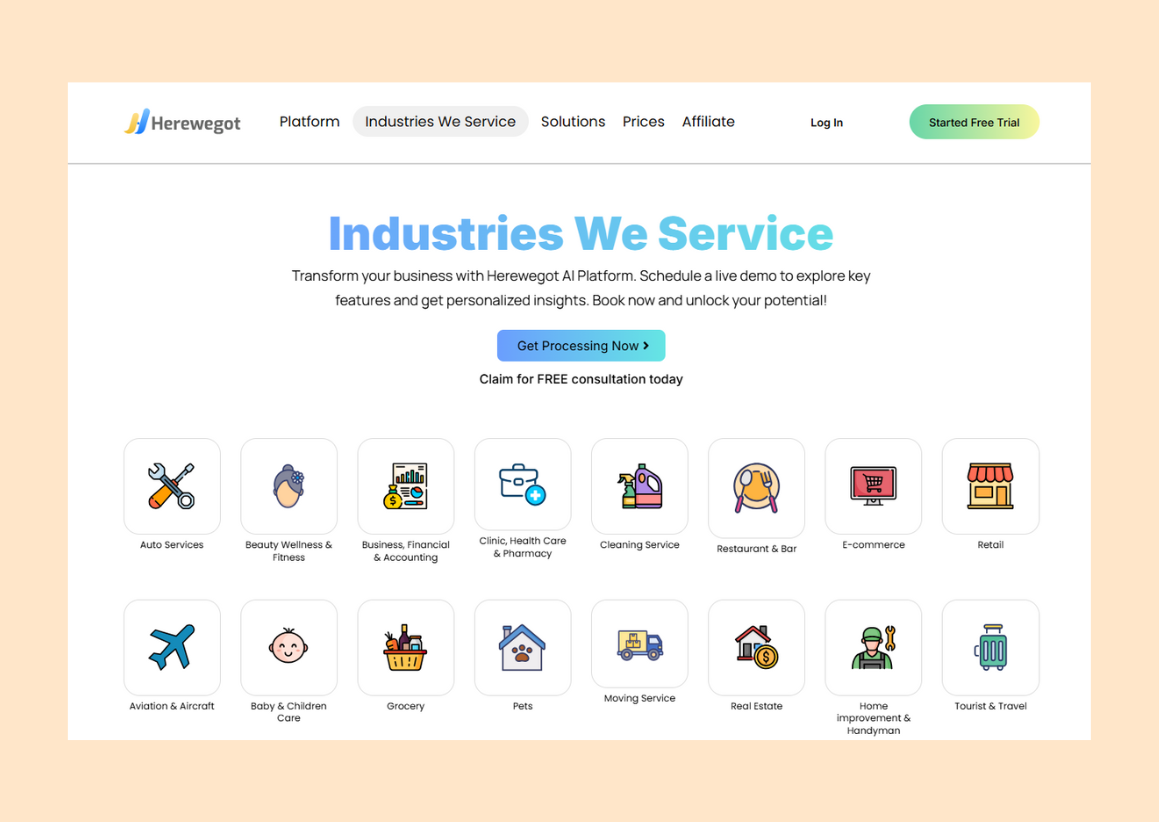 Herewegot
Platform
Industries We Service
Solutions
Prices
Affiliate
Log In
Started Free Trial
Industries We Service
Transform your business with Herewegot AI Platform. Schedule a live demo to explore key
features and get personalized insights. Book now and unlock your potential!
Get Processing Now
Claim for FREE consultation today
Auto Services
Beauty Wellness &
Fitness
Business, Financial
& Accounting
Clinic, Health Care
& Pharmacy
Cleaning Service
Restaurant & Bar
E-commerce
Retail
Aviation & Aircraft
Baby & Children
Care
Grocery
Pets
Moving Service
Real Estate
Home
improvement &
Handyman
Tourist & Travel